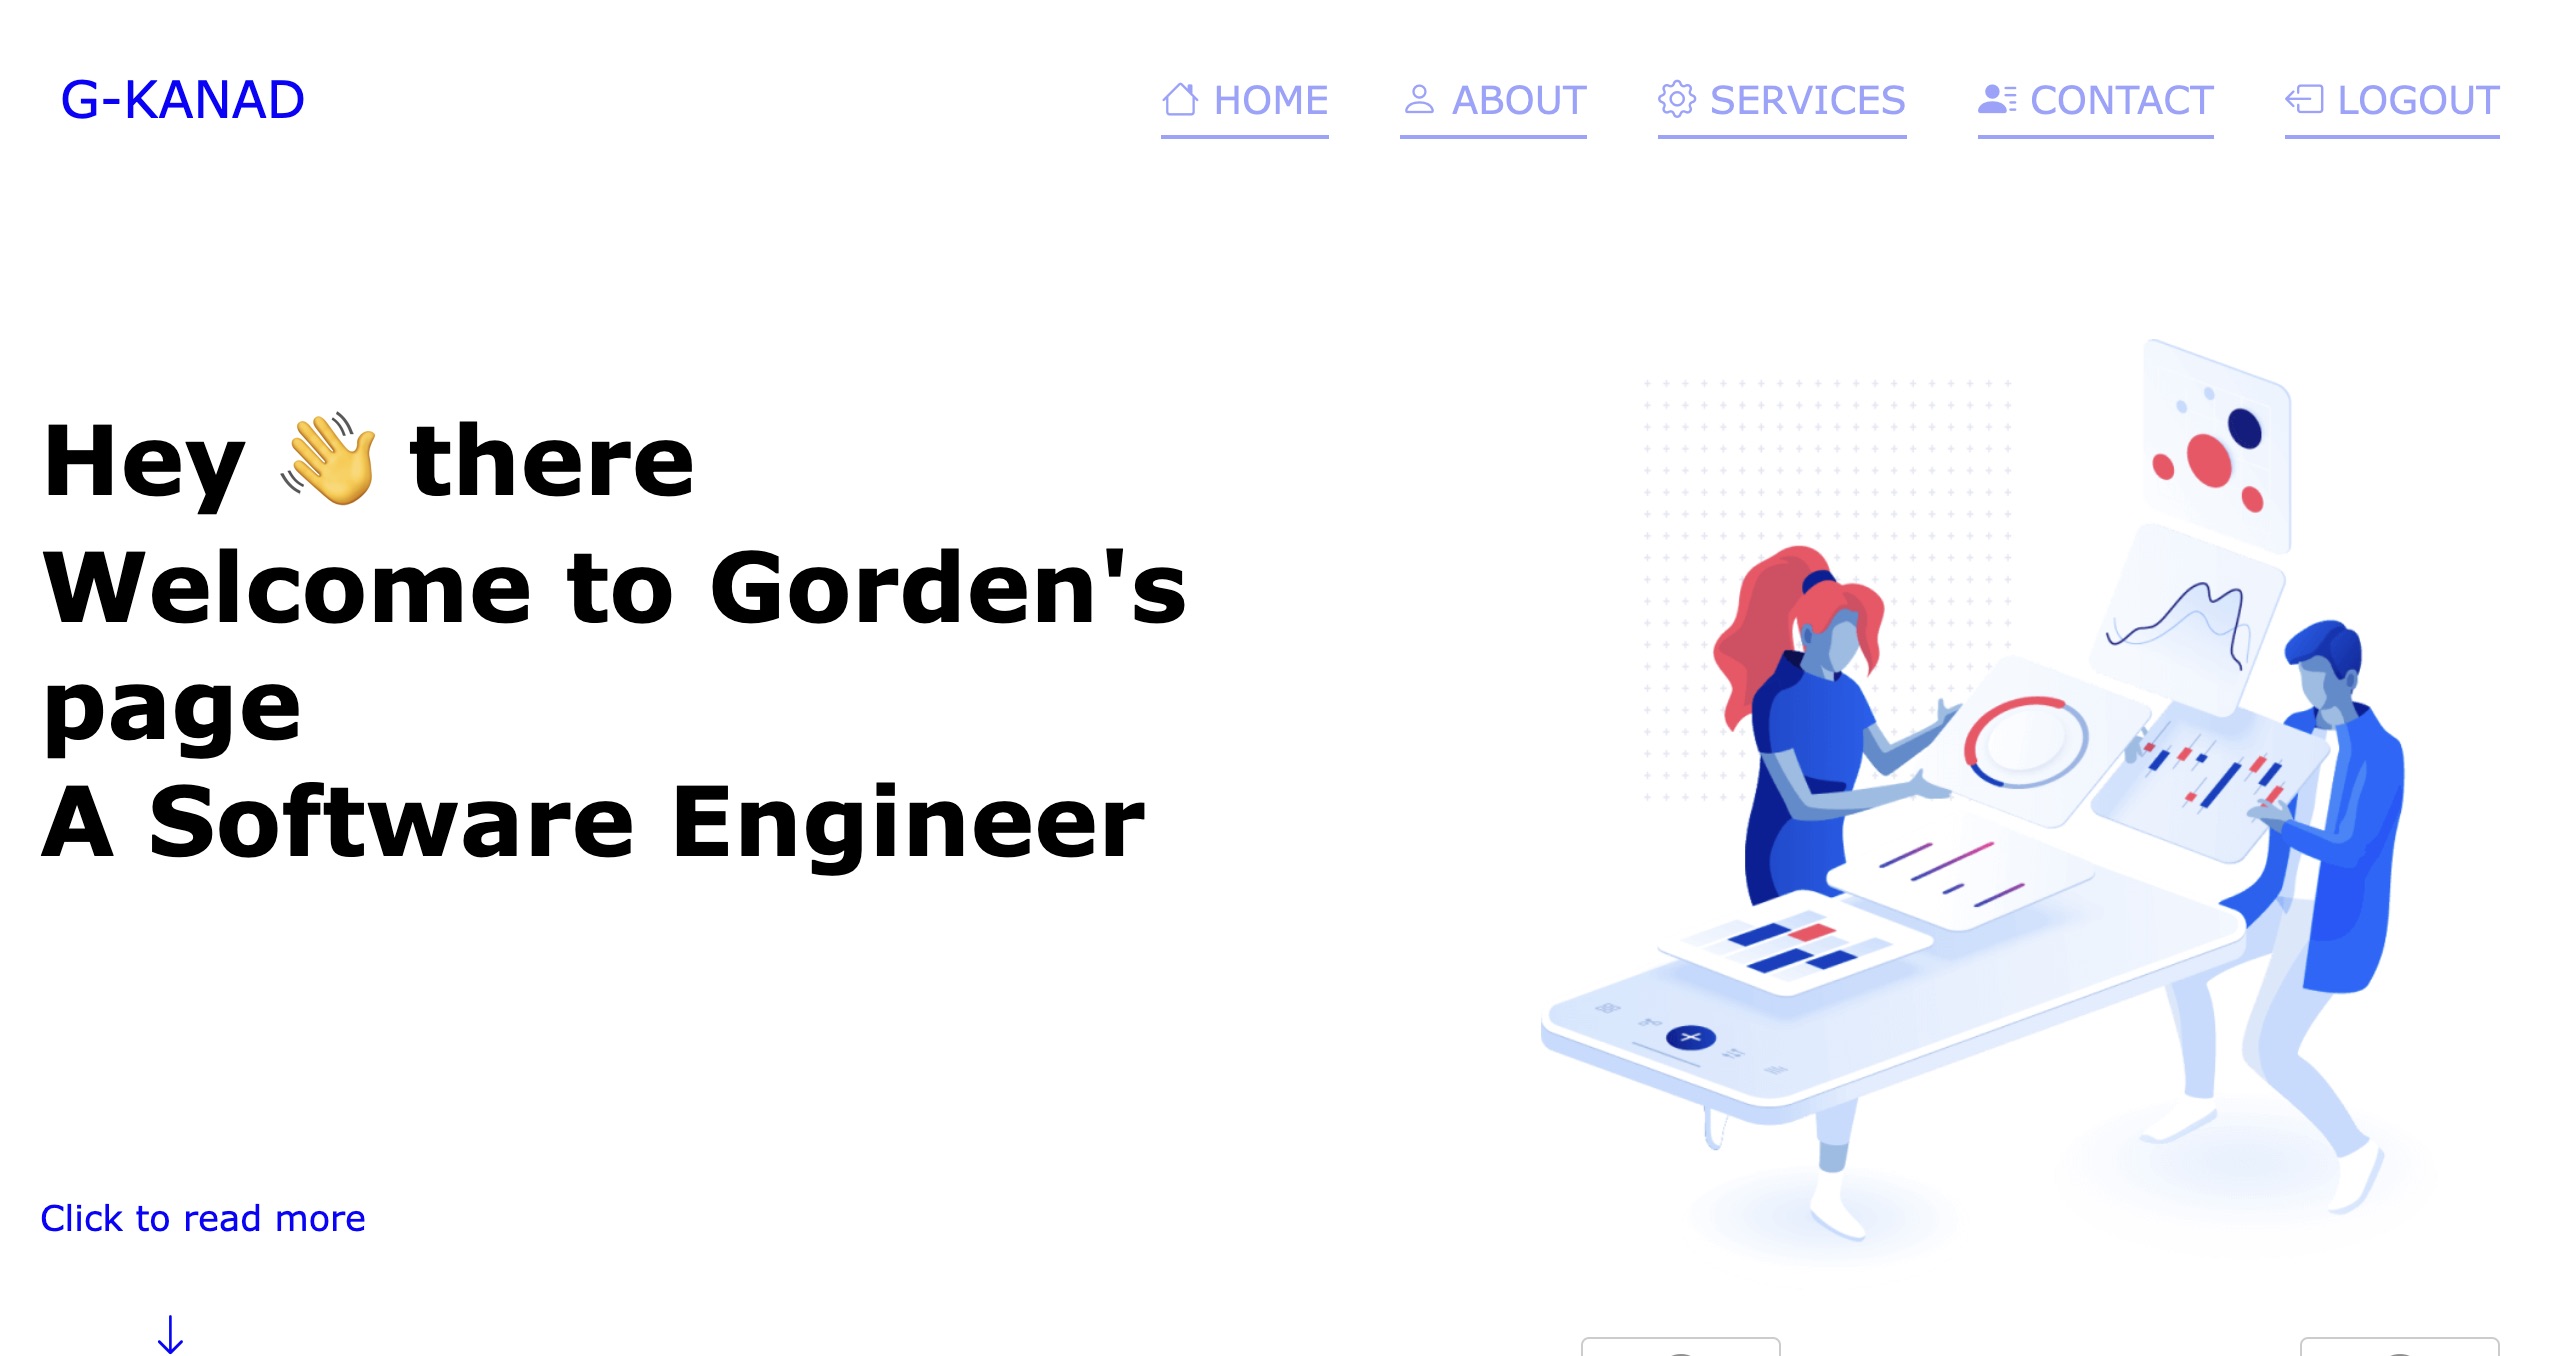 G-KANAD
HOME ABOUT SERVICES CONTACT LOGOUT
Hey 👋 there
Welcome to Gorden's
page
A Software Engineer
Click to read more